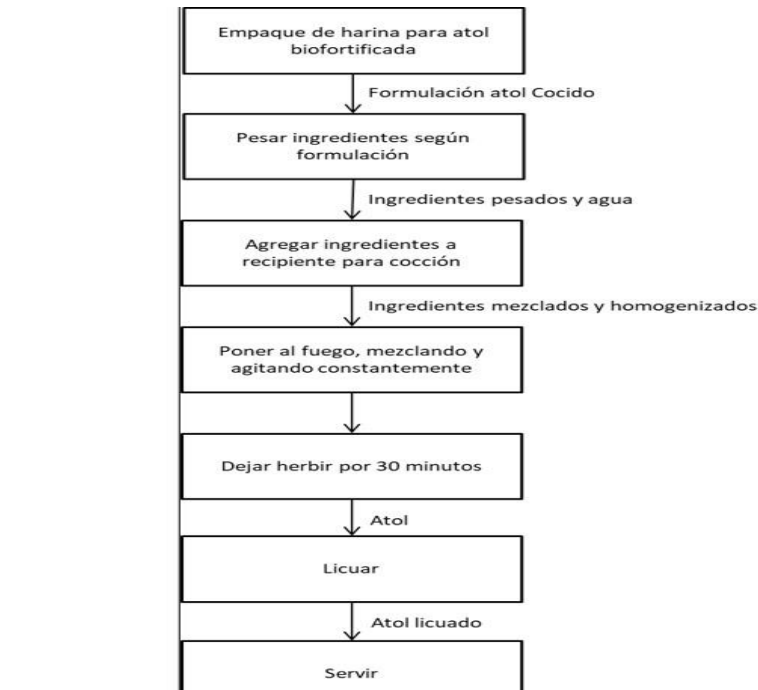 Empaque de harina para atol
biofortificada
Formulación atol Cocido
Pesar ingredientes según
formulación
Ingredientes pesados y agua
Agregar ingredientes a
recipiente para cocción
Ingredientes mezclados y homogenizados
Poner al fuego, mezclando y
agitando constantemente
Dejar herbir por 30 minutos
Atol
Licuar
Atol licuado
Servir